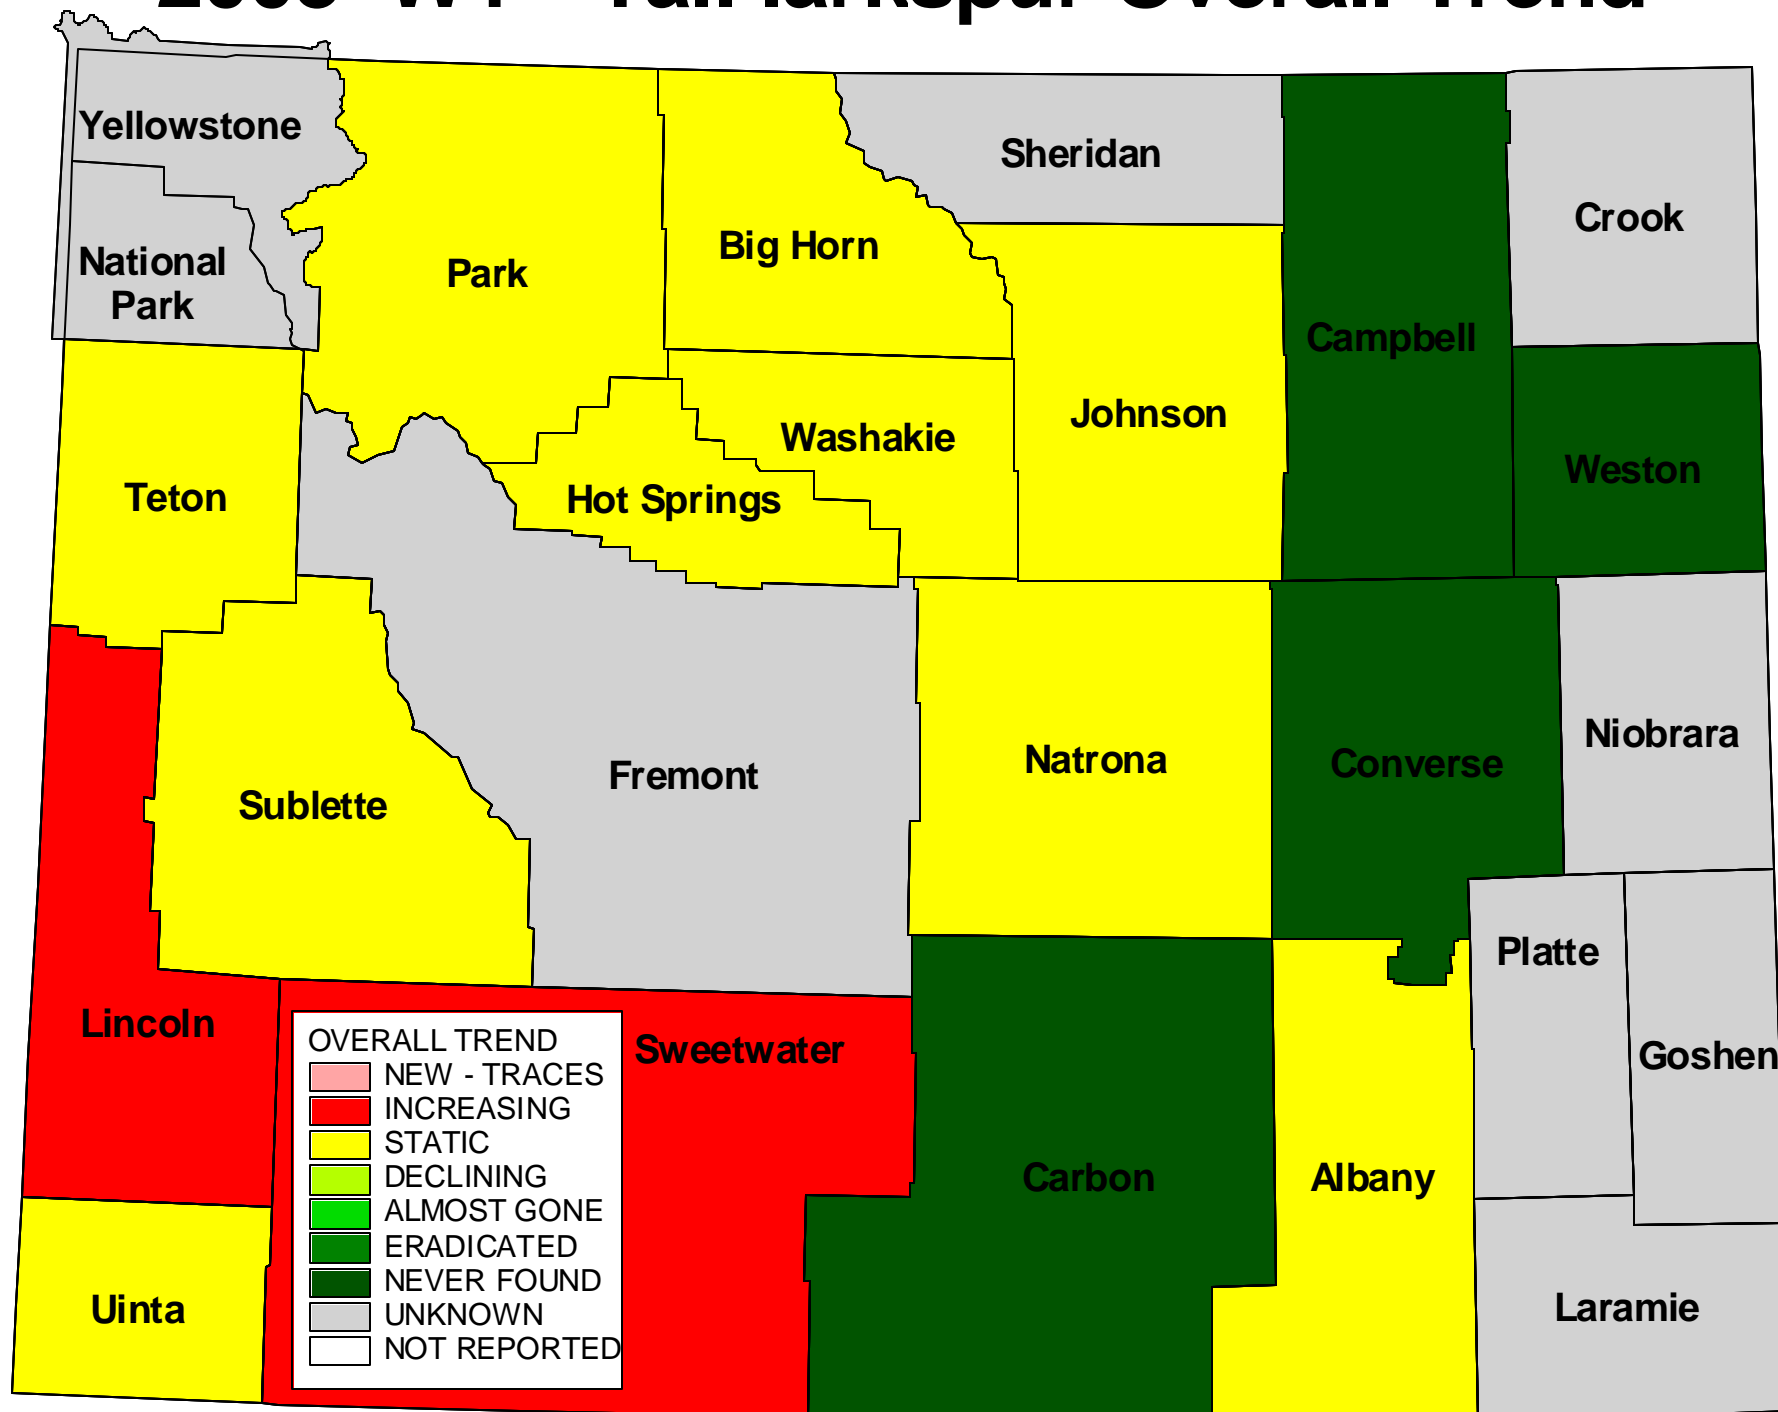 Yellowstone
Sheridan
Crook
Big Horn
National
Park
Park
Campbell
Johnson
Washakie
Weston
Teton
Hot Springs
Niobrara
Natrona
Converse
Fremont
Sublette
Platte
Lincoln
Sweetwater
Goshen
Carbon
Albany
Uinta
Laramie
OVERALL TREND
NEW - TRACES
INCREASING
STATIC
DECLINING
ALMOST GONE
ERADICATED
NEVER FOUND
UNKNOWN
NOT REPORTED